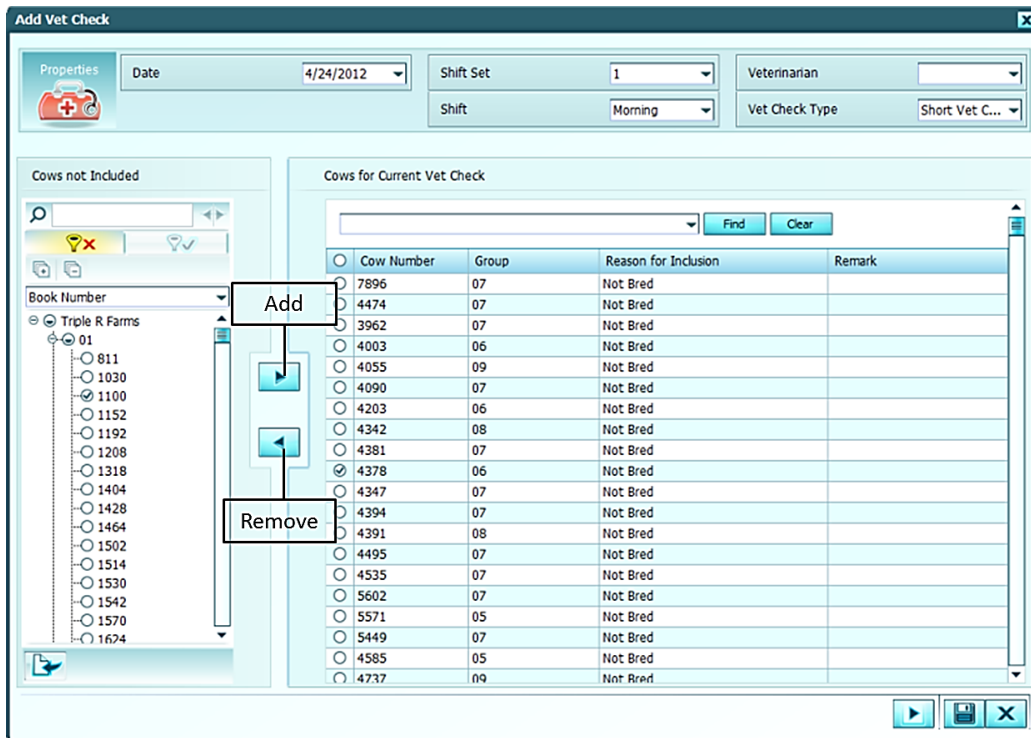 Add Vet Check
Properties
Date 4/24/2012
Shift Set 1
Veterinarian
Shift Morning
Vet Check Type Short Vet C...
Cows not Included
Cows for Current Vet Check
Find Clear
Book Number
Triple R Farms
01
811
1030
1100
1152
1192
1208
1318
1404
1428
1464
1502
1514
1530
1542
1570
1624
Add
Remove
Cow Number Group Reason for Inclusion Remark
7896 07 Not Bred
4474 07 Not Bred
3962 07 Not Bred
4003 06 Not Bred
4055 09 Not Bred
4090 07 Not Bred
4203 06 Not Bred
4342 08 Not Bred
4381 07 Not Bred
4378 06 Not Bred
4347 07 Not Bred
4394 07 Not Bred
4391 08 Not Bred
4495 07 Not Bred
4535 07 Not Bred
5602 07 Not Bred
5571 05 Not Bred
5449 07 Not Bred
4585 05 Not Bred
4737 09 Not Bred